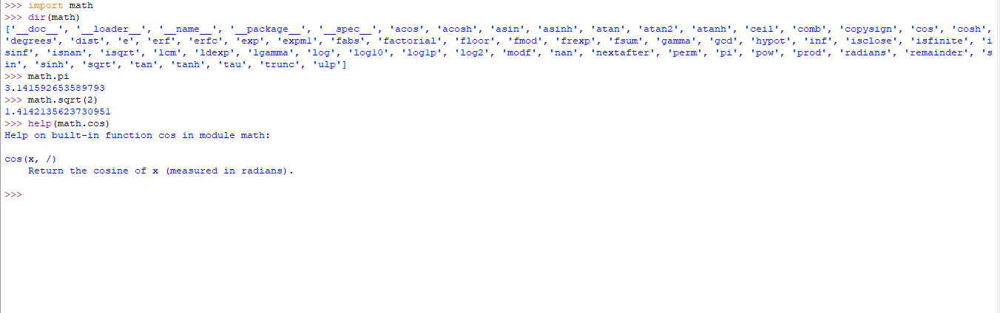 >>> import math
>>> dir(math)
['__doc__', '__loader__', '__name__', '__package__', '__spec__', 'acos', 'acosh', 'asin', 'asinh', 'atan', 'atan2', 'atanh', 'ceil', 'comb', 'copysign', 'cos', 'cosh',
'degrees', 'dist', 'e', 'erf', 'erfc', 'exp', 'expm1', 'fabs', 'factorial', 'floor', 'fmod', 'frexp', 'fsum', 'gamma', 'gcd', 'hypot', 'inf', 'isclose', 'isfinite', 'i
sinf', 'isnan', 'isqrt', 'lcm', 'ldexp', 'lgamma', 'log', 'log10', 'log1p', 'log2', 'modf', 'nan', 'nextafter', 'perm', 'pi', 'pow', 'prod', 'radians', 'remainder', 's
in', 'sinh', 'sqrt', 'tan', 'tanh', 'tau', 'trunc', 'ulp']
>>> math.pi
3.141592653589793
>>> math.sqrt(2)
1.4142135623730951
>>> help(math.cos)
Help on built-in function cos in module math:
cos(x, /)
    Return the cosine of x (measured in radians).
>>>